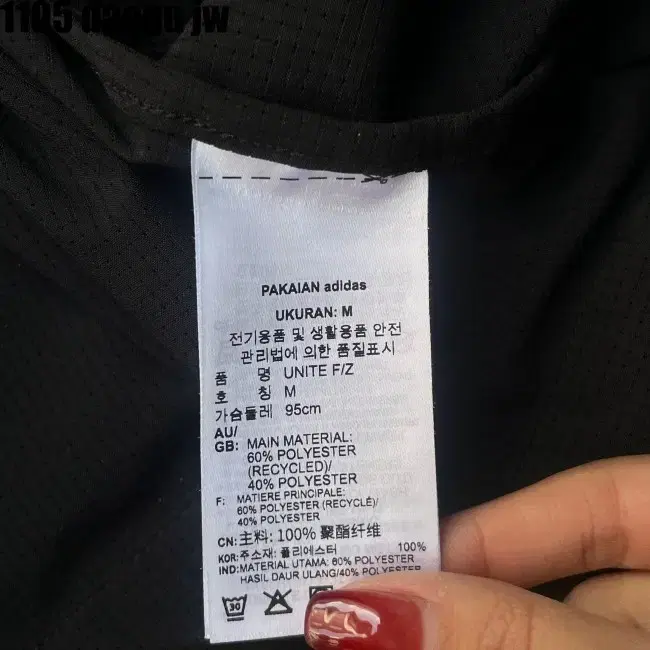 PAKAIAN adidas
UKURAN: M
전기용품 및 생활용품 안전
관리법에 의한 품질표시
품 명 UNITE F/Z
호 칭 M
가슴둘레 95cm
AU/
GB: MAIN MATERIAL:
60% POLYESTER
(RECYCLED)/
40% POLYESTER
F: MATIERE PRINCIPALE:
60% POLYESTER (RECYCLÉ)/
40% POLYESTER
CN: 主料: 100% 聚酯纤维
KOR: 주소재: 폴리에스터 100%
IND: MATERIAL UTAMA: 60% POLYESTER
HASIL DAUR ULANG/40% POLYESTER
30